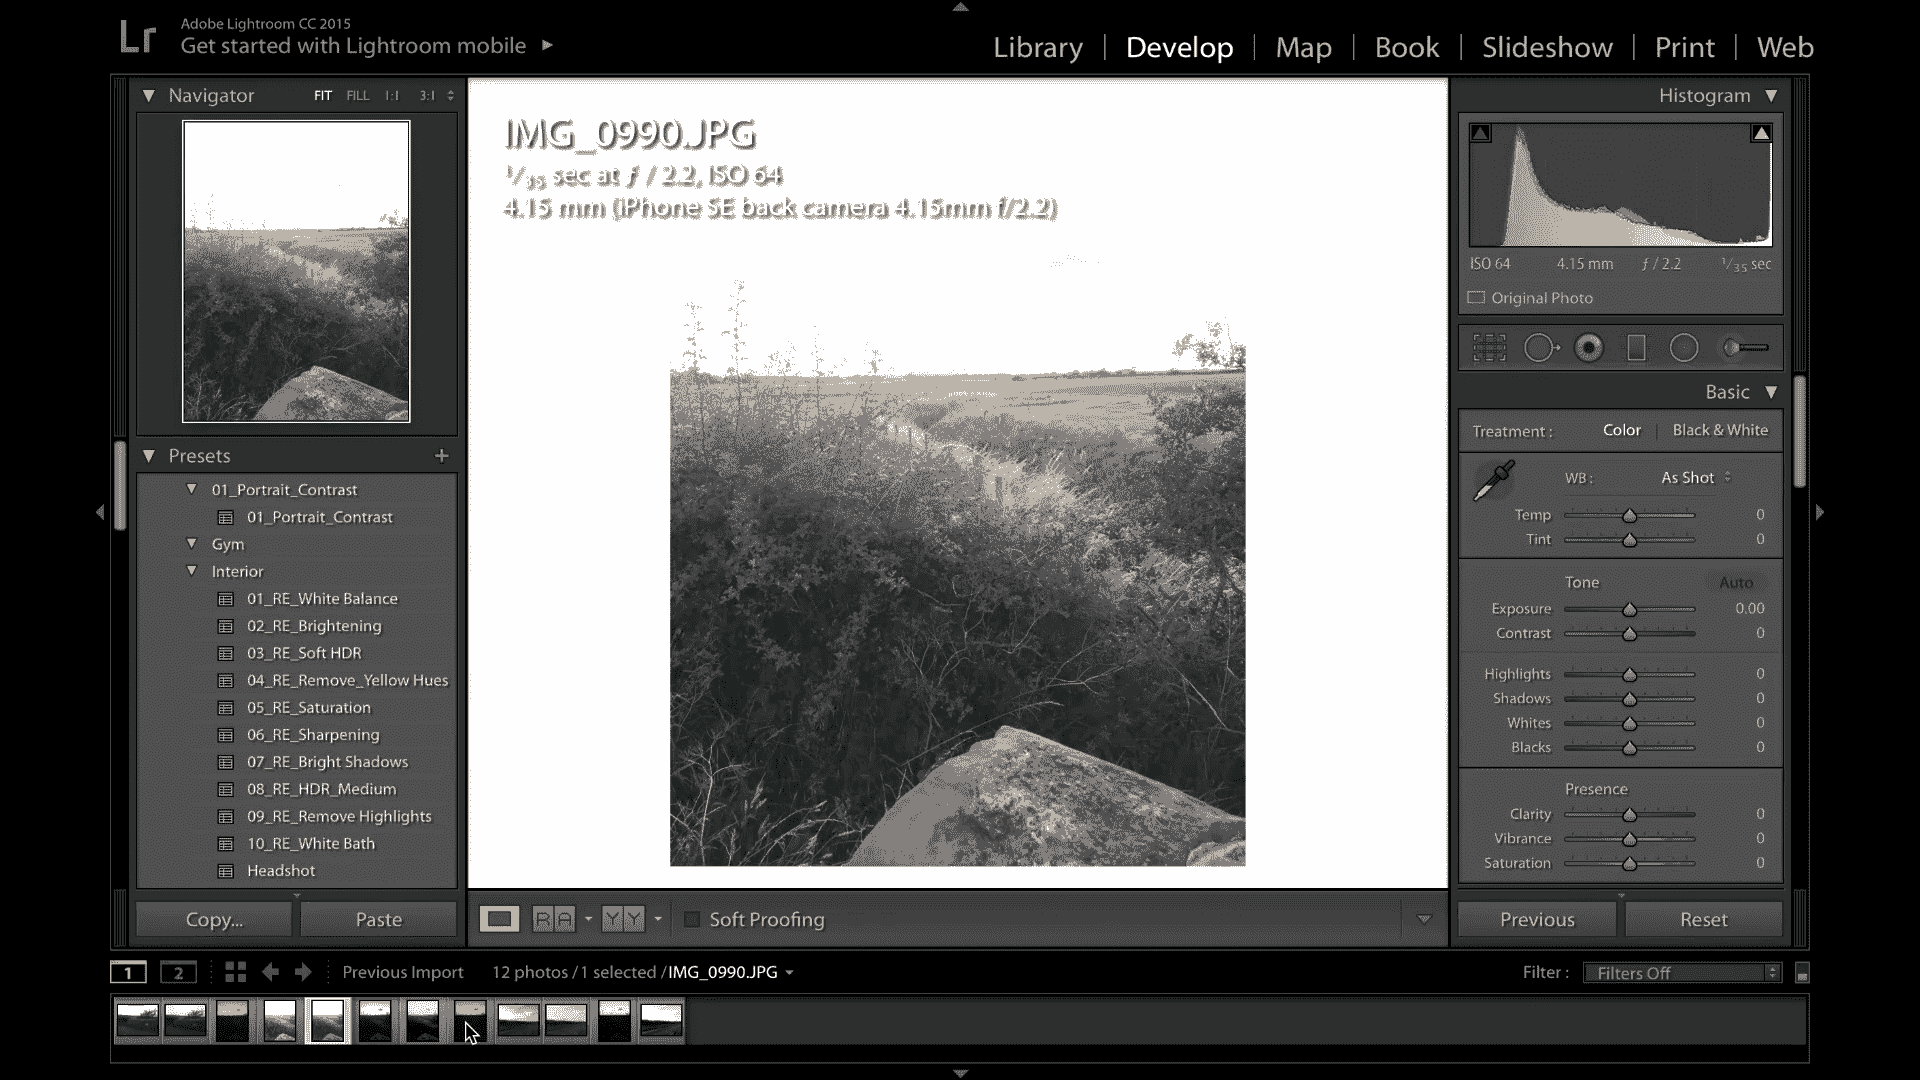 Lr
Adobe Lightroom CC 2015
Get started with Lightroom mobile
Library | Develop | Map | Book | Slideshow | Print | Web
Navigator FIT FILL 1:1 3:1
Presets +
01_Portrait_Contrast
01_Portrait_Contrast
Gym
Interior
01_RE_White Balance
02_RE_Brightening
03_RE_Soft HDR
04_RE_Remove_Yellow Hues
05_RE_Saturation
06_RE_Sharpening
07_RE_Bright Shadows
08_RE_HDR_Medium
09_RE_Remove Highlights
10_RE_White Bath
Headshot
Copy... Paste
IMG_0990.JPG
1/35 sec at ƒ / 2.2, ISO 64
4.15 mm (iPhone SE back camera 4.15mm f/2.2)
R A Y Y Soft Proofing
Histogram
ISO 64 4.15 mm ƒ / 2.2 1/35 sec
Original Photo
Basic
Treatment : Color | Black & White
WB : As Shot
Temp 0
Tint 0
Tone Auto
Exposure 0.00
Contrast 0
Highlights 0
Shadows 0
Whites 0
Blacks 0
Presence
Clarity 0
Vibrance 0
Saturation 0
Previous Reset
1 2 Previous Import 12 photos / 1 selected / IMG_0990.JPG Filter : Filters Off